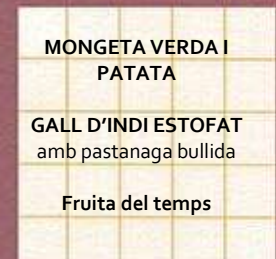 MONGETA VERDA I
PATATA
GALL D'INDI ESTOFAT
amb pastanaga bullida
Fruita del temps